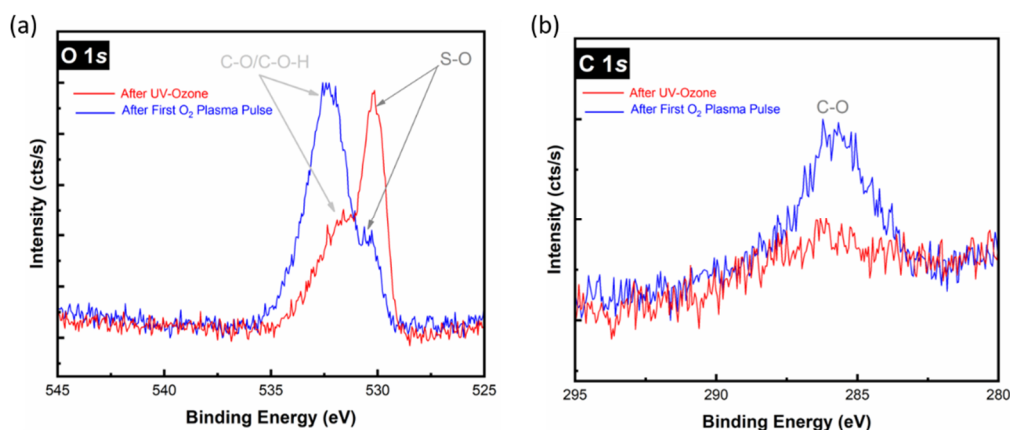 (a)
O 1s
After UV-Ozone
After First O₂ Plasma Pulse
C-O/C-O-H
S-O
Intensity (cts/s)
545 540 535 530 525
Binding Energy (eV)
(b)
C 1s
After UV-Ozone
After First O₂ Plasma Pulse
C-O
Intensity (cts/s)
295 290 285 280
Binding Energy (eV)